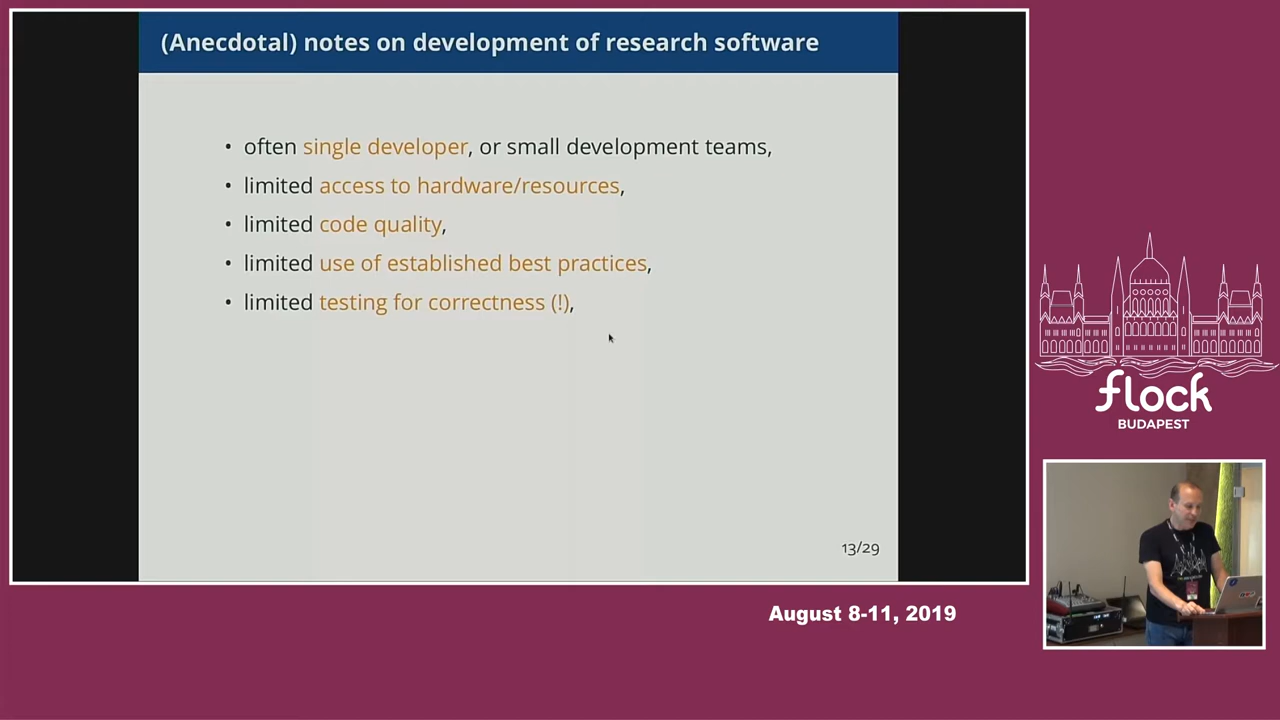 (Anecdotal) notes on development of research software
• often single developer, or small development teams,
• limited access to hardware/resources,
• limited code quality,
• limited use of established best practices,
• limited testing for correctness (!),
13/29
flock
BUDAPEST
August 8-11, 2019